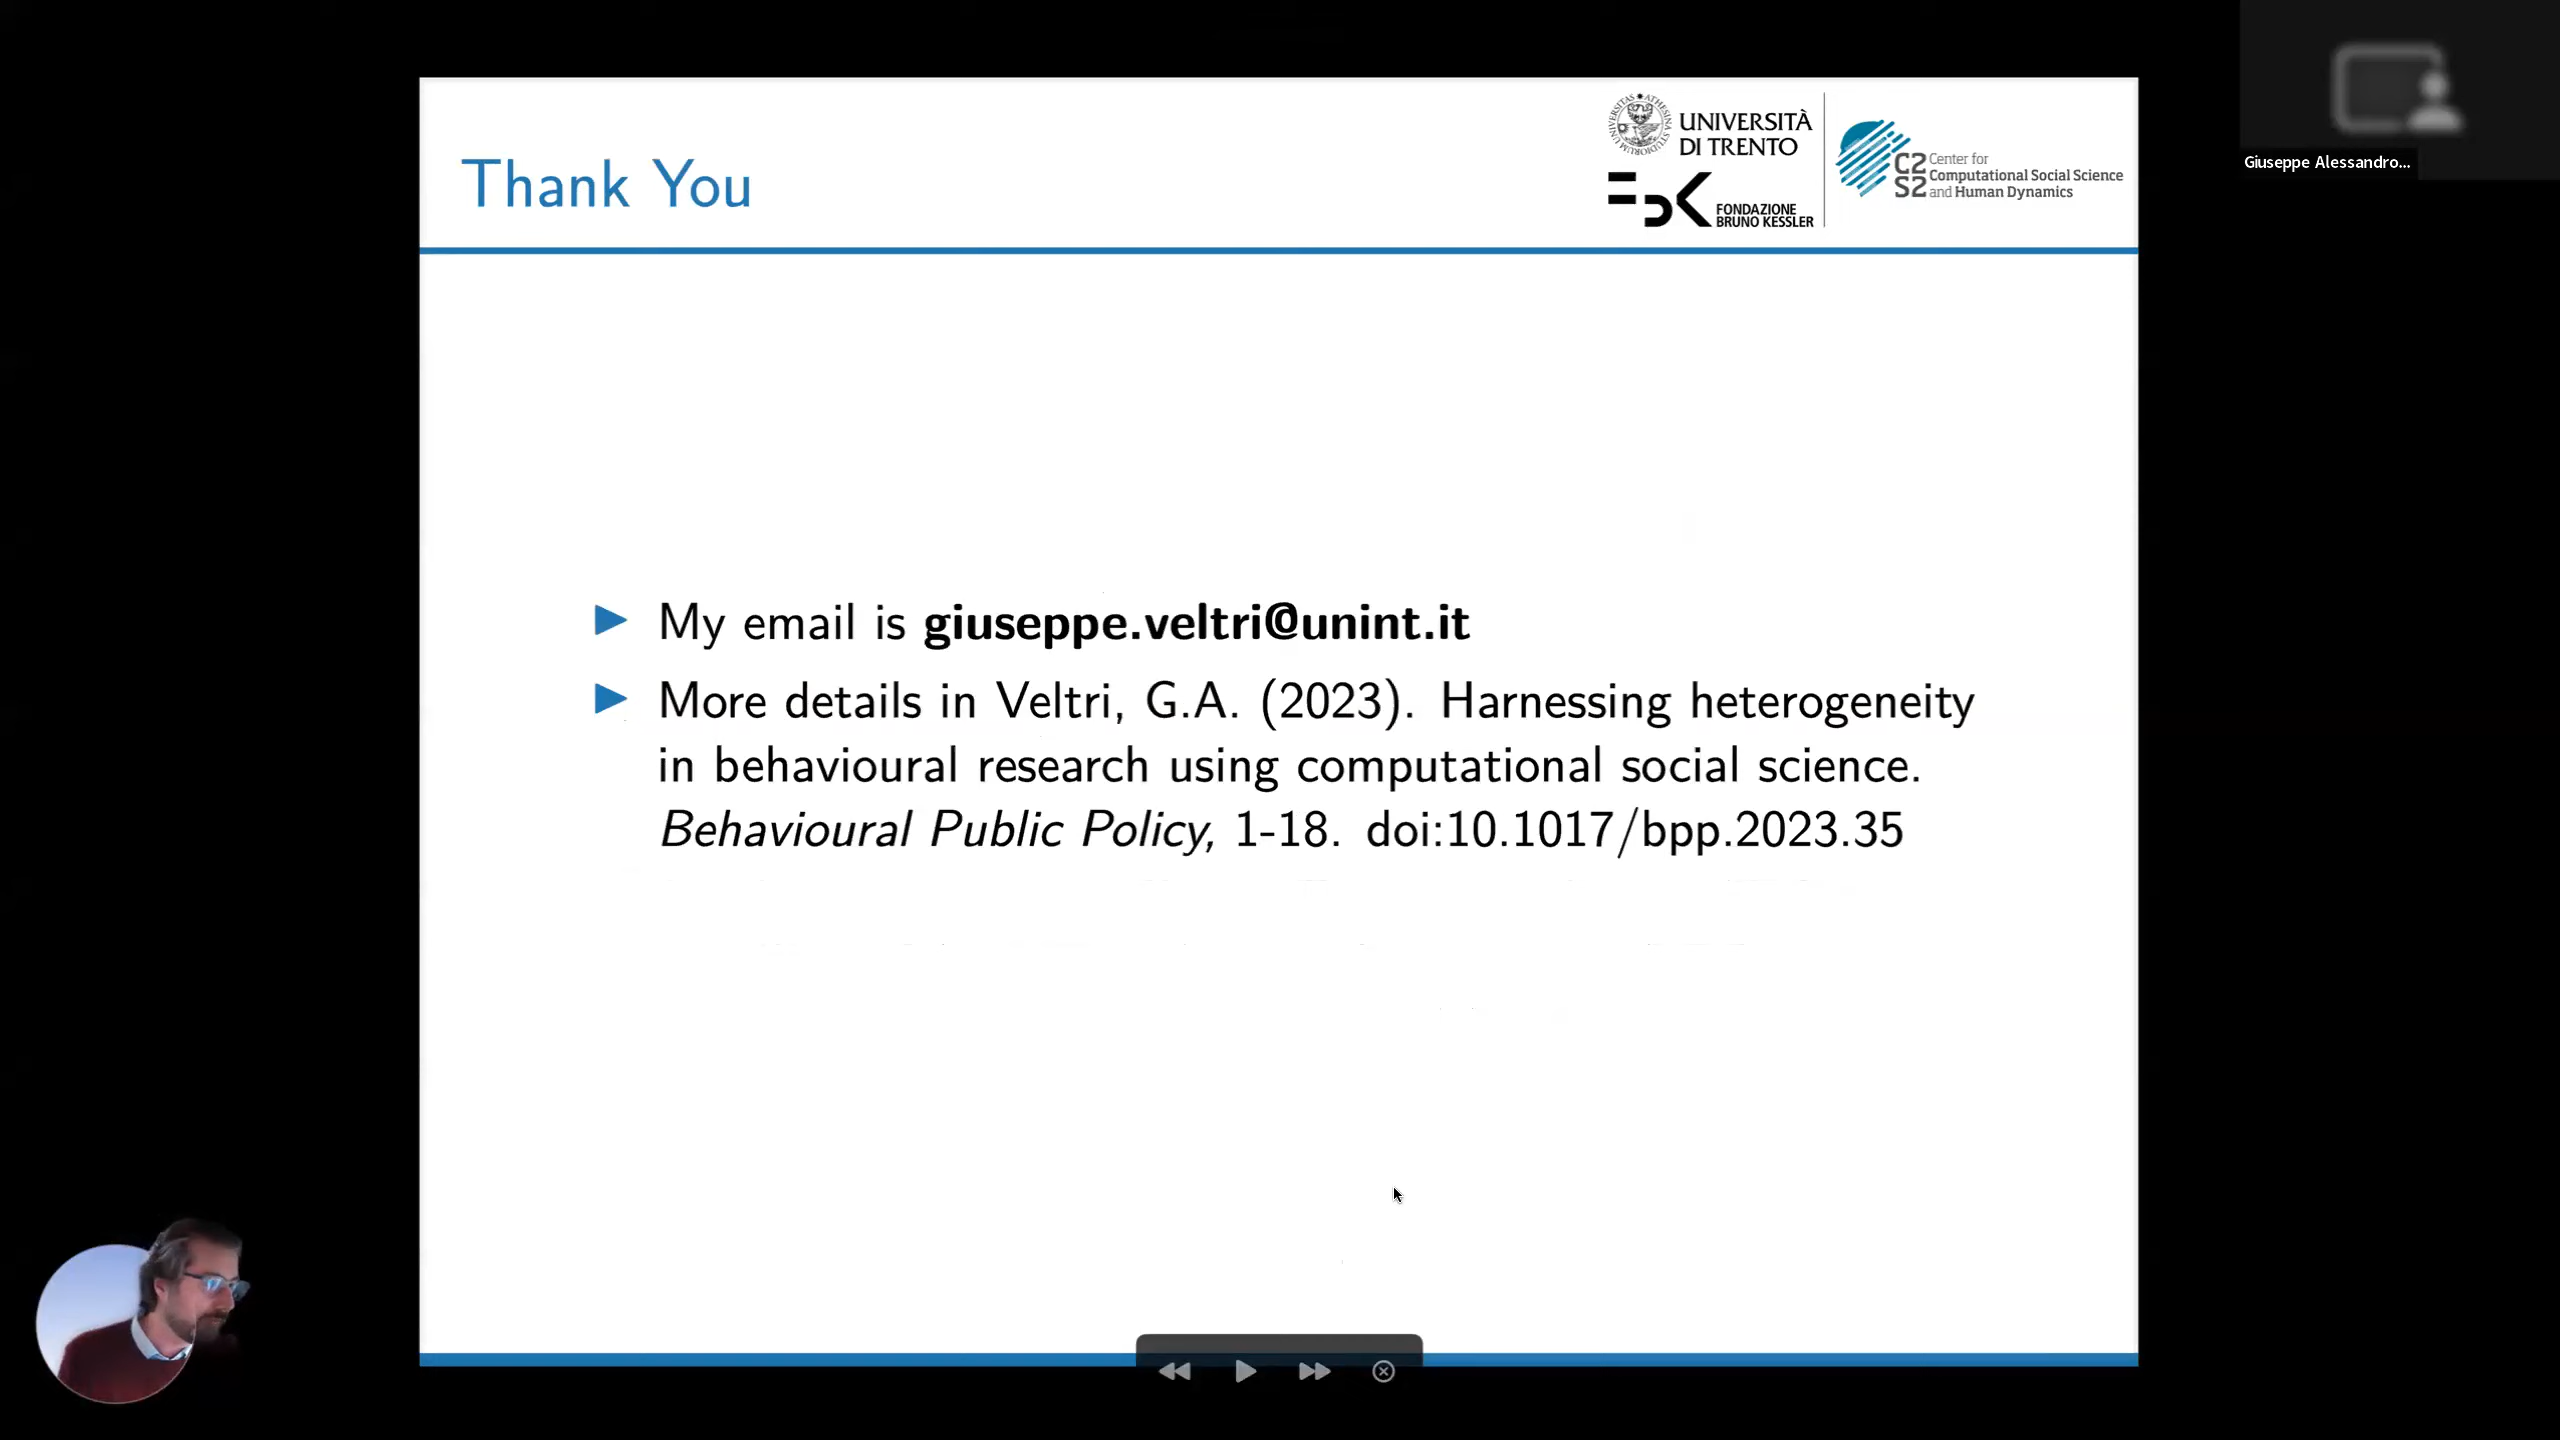 Thank You
UNIVERSITÀ
DI TRENTO
FONDAZIONE
BRUNO KESSLER
C2
S2
Center for
Computational Social Science
and Human Dynamics
Giuseppe Alessandro...
My email is giuseppe.veltri@unint.it
More details in Veltri, G.A. (2023). Harnessing heterogeneity
in behavioural research using computational social science.
Behavioural Public Policy, 1-18. doi:10.1017/bpp.2023.35